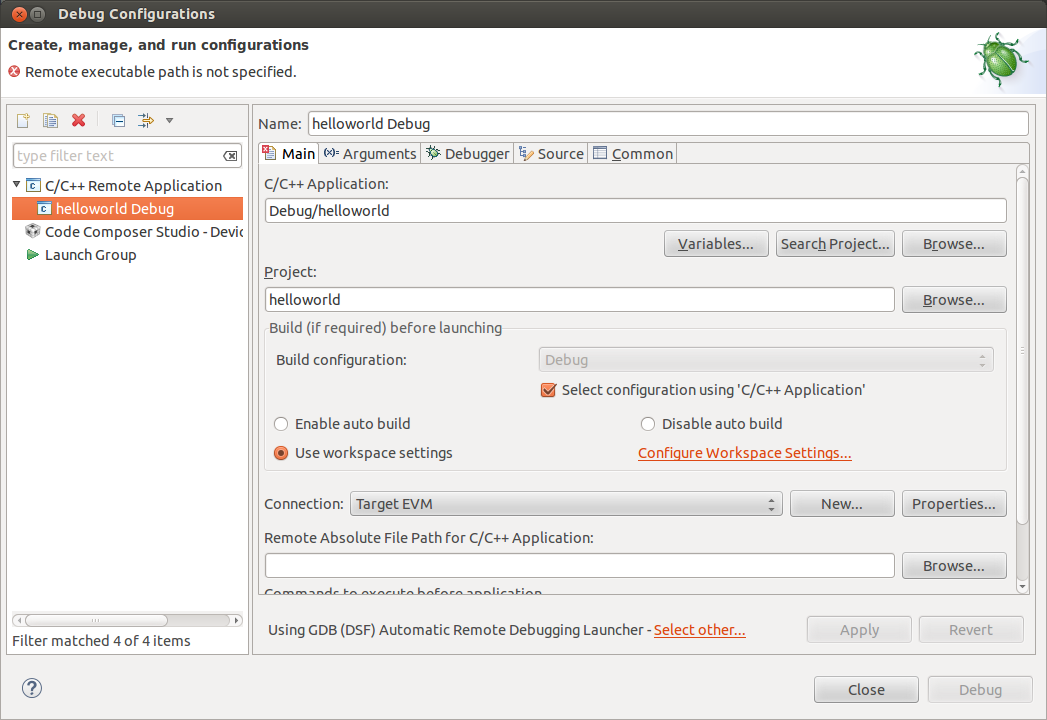 Debug Configurations
Create, manage, and run configurations
Remote executable path is not specified.
Name: helloworld Debug
type filter text
Main (x)= Arguments Debugger Source Common
C/C++ Remote Application
helloworld Debug
Code Composer Studio - Devic
Launch Group
C/C++ Application:
Debug/helloworld
Variables... Search Project... Browse...
Project:
helloworld Browse...
Build (if required) before launching
Build configuration: Debug
Select configuration using 'C/C++ Application'
Enable auto build Disable auto build
Use workspace settings Configure Workspace Settings...
Connection: Target EVM New... Properties...
Remote Absolute File Path for C/C++ Application:
Browse...
Commands to execute before application
Filter matched 4 of 4 items
Using GDB (DSF) Automatic Remote Debugging Launcher - Select other... Apply Revert
? Close Debug